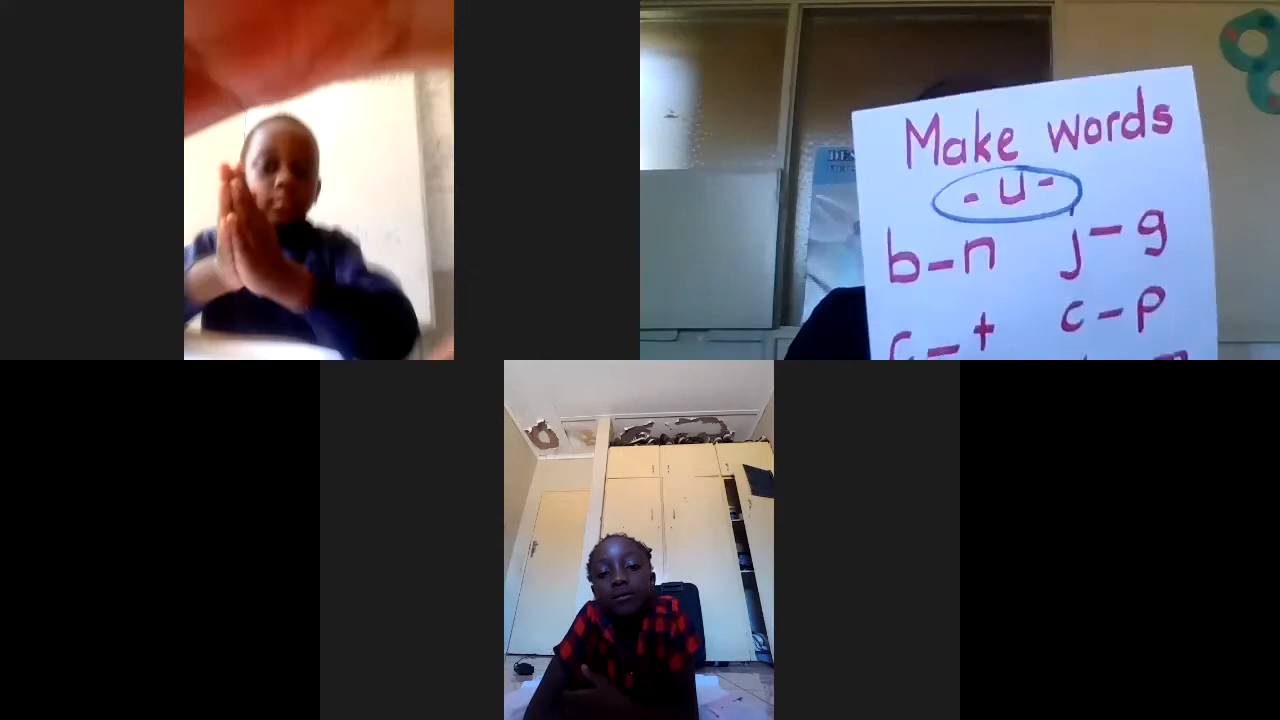 Make words
- u -
b-n j-g
c-t c-p